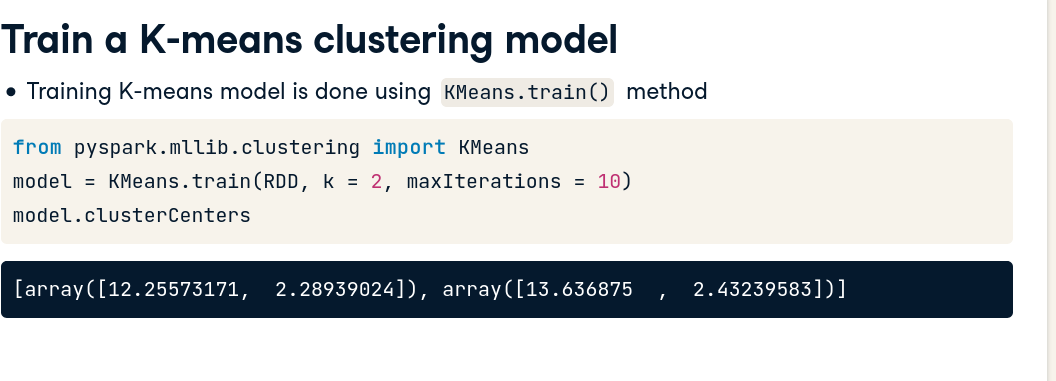 Train a K-means clustering model
• Training K-means model is done using KMeans.train() method
from pyspark.mllib.clustering import KMeans
model = KMeans.train(RDD, k = 2, maxIterations = 10)
model.clusterCenters
[array([12.25573171,  2.28939024]), array([13.636875  ,  2.43239583])]